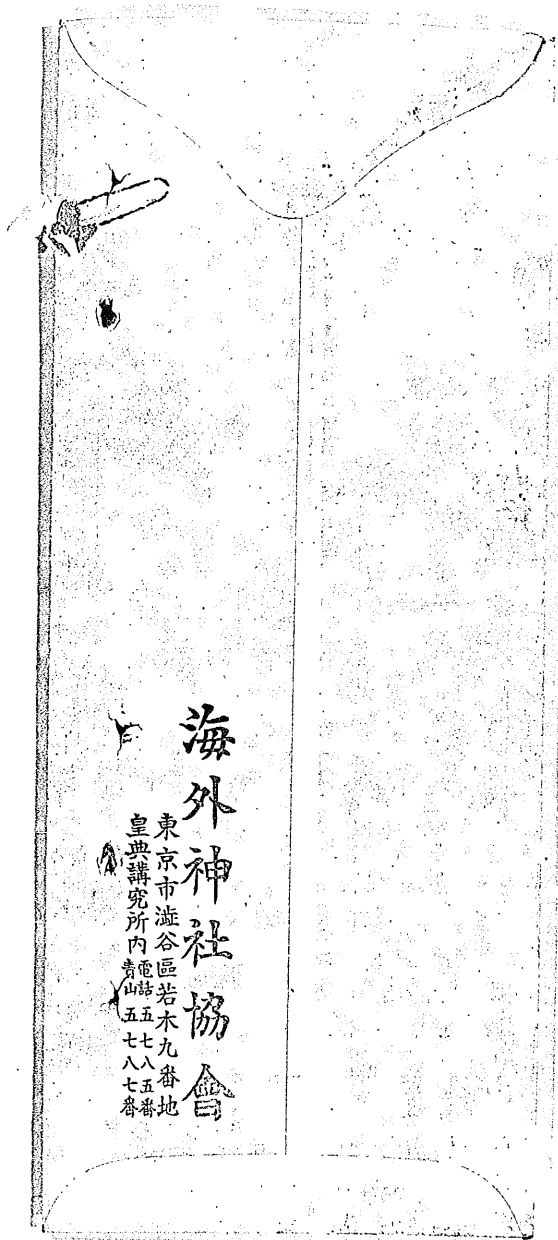 海外神社協會
東京市澁谷區若木九番地
皇典講究所内
電話五七八五番
青山五七八七番